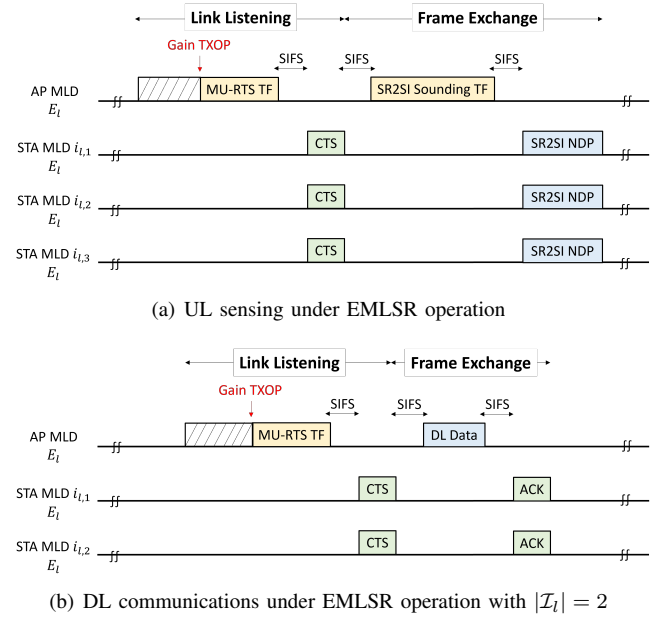 Link Listening Frame Exchange
Gain TXOP SIFS SIFS SIFS
AP MLD MU-RTS TF SR2SI Sounding TF
E_l
STA MLD i_{l,1} CTS SR2SI NDP
E_l
STA MLD i_{l,2} CTS SR2SI NDP
E_l
STA MLD i_{l,3} CTS SR2SI NDP
E_l
(a) UL sensing under EMLSR operation
Link Listening Frame Exchange
Gain TXOP SIFS SIFS SIFS
AP MLD MU-RTS TF DL Data
E_l
STA MLD i_{l,1} CTS ACK
E_l
STA MLD i_{l,2} CTS ACK
E_l
(b) DL communications under EMLSR operation with |ℐ_l| = 2